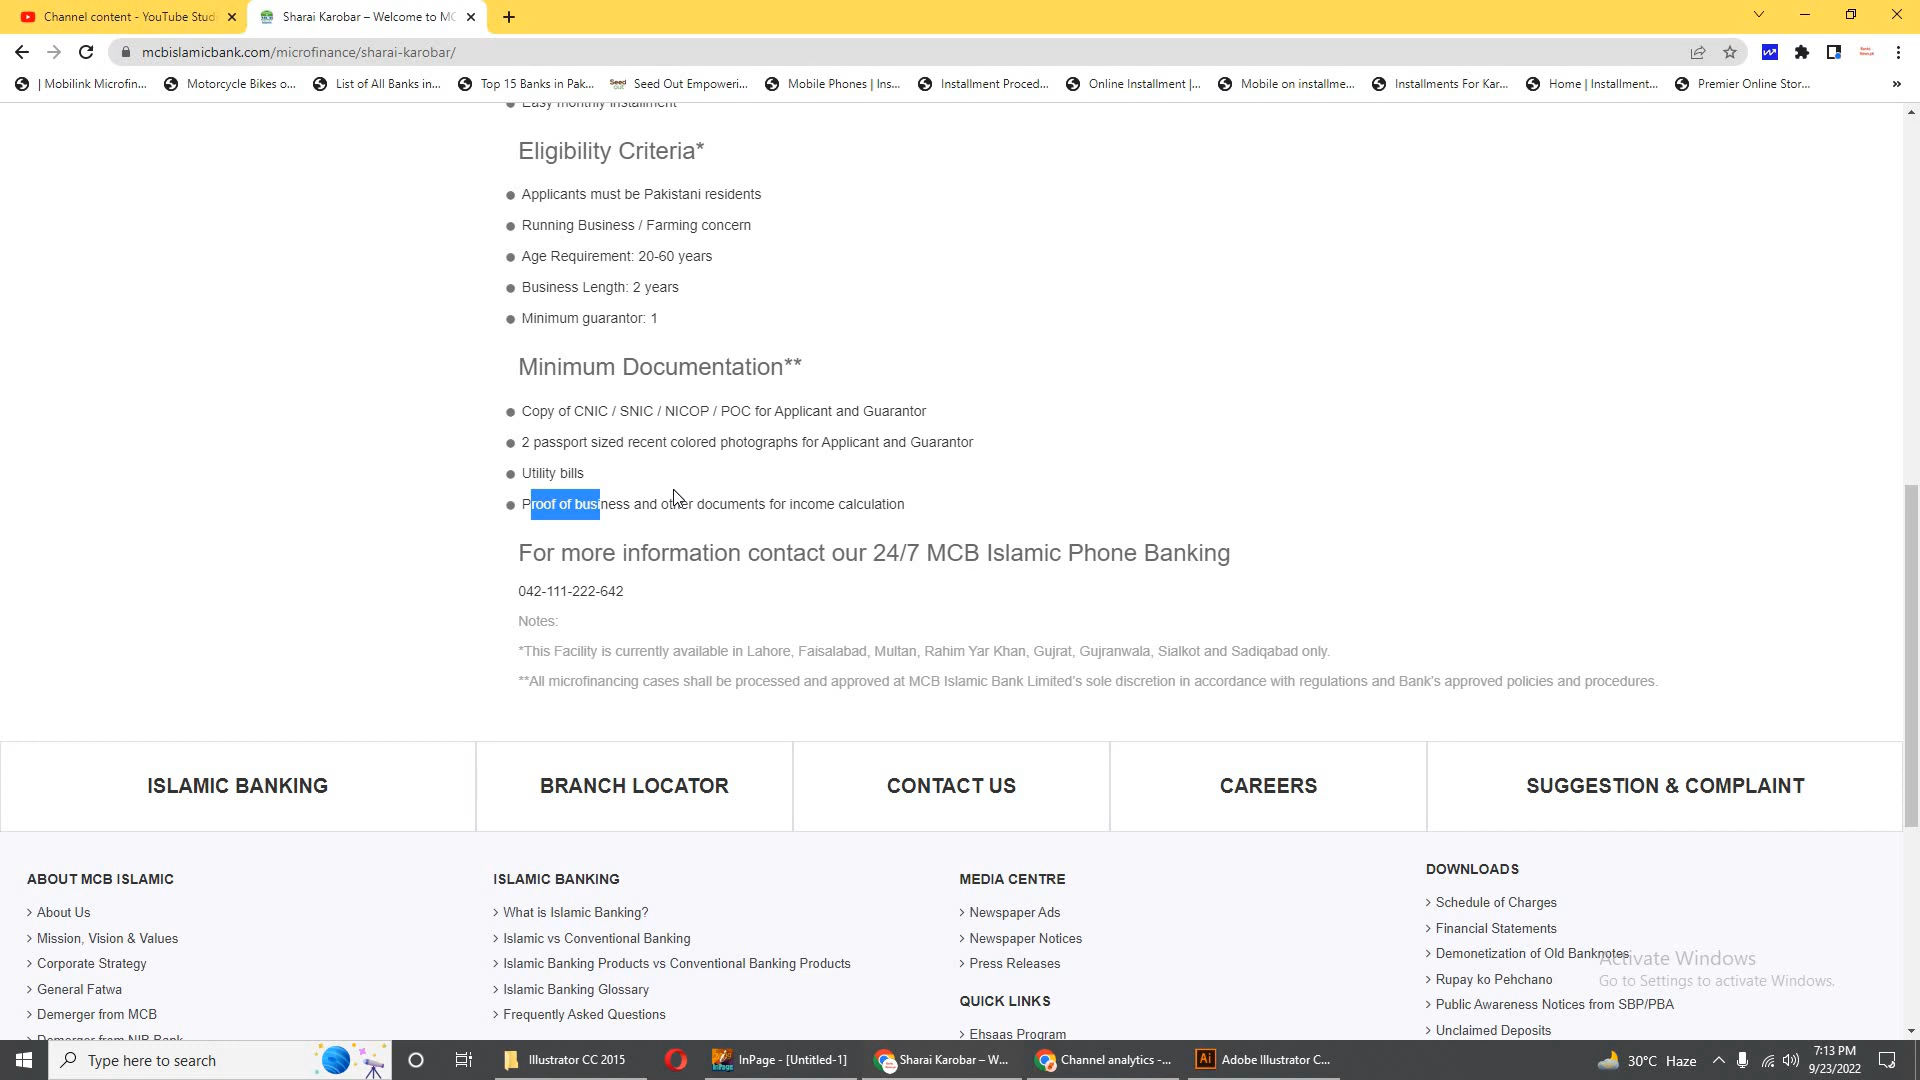 Channel content - YouTube Stud
Sharai Karobar – Welcome to MC
mcbislamicbank.com/microfinance/sharai-karobar/
| Mobilink Microfin...
Motorcycle Bikes o...
List of All Banks in...
Top 15 Banks in Pak...
Seed Out Empoweri...
Mobile Phones | Ins...
Installment Proced...
Online Installment |...
Mobile on installme...
Installments For Kar...
Home | Installment...
Premier Online Stor...
»
Easy monthly installment
Eligibility Criteria*
Applicants must be Pakistani residents
Running Business / Farming concern
Age Requirement: 20-60 years
Business Length: 2 years
Minimum guarantor: 1
Minimum Documentation**
Copy of CNIC / SNIC / NICOP / POC for Applicant and Guarantor
2 passport sized recent colored photographs for Applicant and Guarantor
Utility bills
Proof of business and other documents for income calculation
For more information contact our 24/7 MCB Islamic Phone Banking
042-111-222-642
Notes:
*This Facility is currently available in Lahore, Faisalabad, Multan, Rahim Yar Khan, Gujrat, Gujranwala, Sialkot and Sadiqabad only.
**All microfinancing cases shall be processed and approved at MCB Islamic Bank Limited's sole discretion in accordance with regulations and Bank's approved policies and procedures.
ISLAMIC BANKING
BRANCH LOCATOR
CONTACT US
CAREERS
SUGGESTION & COMPLAINT
ABOUT MCB ISLAMIC
> About Us
> Mission, Vision & Values
> Corporate Strategy
> General Fatwa
> Demerger from MCB
> Demerger from NIB Bank
ISLAMIC BANKING
> What is Islamic Banking?
> Islamic vs Conventional Banking
> Islamic Banking Products vs Conventional Banking Products
> Islamic Banking Glossary
> Frequently Asked Questions
MEDIA CENTRE
> Newspaper Ads
> Newspaper Notices
> Press Releases
QUICK LINKS
> Ehsaas Program
DOWNLOADS
> Schedule of Charges
> Financial Statements
> Demonetization of Old Banknotes
> Rupay ko Pehchano
> Public Awareness Notices from SBP/PBA
> Unclaimed Deposits
Activate Windows
Go to Settings to activate Windows.
Type here to search
Illustrator CC 2015
InPage - [Untitled-1]
Sharai Karobar – W...
Channel analytics -...
Adobe Illustrator C...
30°C Haze
7:13 PM
9/23/2022